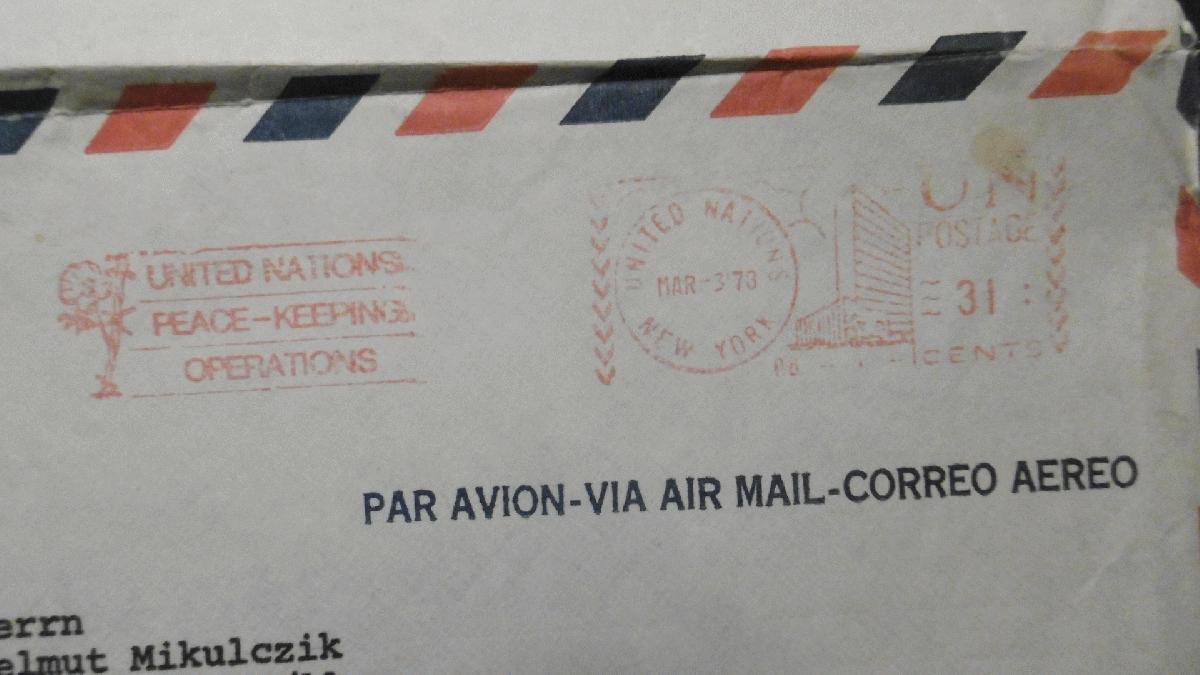 UNITED NATIONS
PEACE-KEEPING
OPERATIONS
UNITED NATIONS
MAR -3 '78
NEW YORK
UN
POSTAGE
31
CENTS
PAR AVION-VIA AIR MAIL-CORREO AEREO
errn
elmut Mikulczik